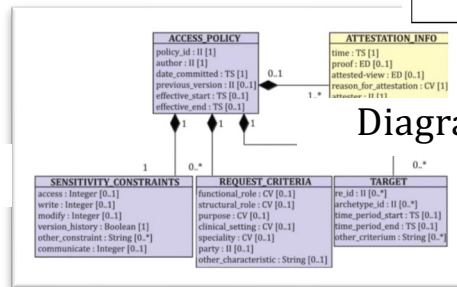 ACCESS_POLICY
policy_id : II [1]
author : II [1]
date_committed : TS [1]
previous_version : II [0..1]
effective_start : TS [0..1]
effective_end : TS [0..1]
ATTESTATION_INFO
time : TS [1]
proof : ED [0..1]
attested-view : ED [0..1]
reason_for_attestation : CV [1]
attester : II [1]
0..1
1..*
1
1
1
Diagra
1
0..*
0..*
SENSITIVITY_CONSTRAINTS
access : Integer [0..1]
write : Integer [0..1]
modify : Integer [0..1]
version_history : Boolean [1]
other_constraint : String [0..*]
communicate : Integer [0..1]
REQUEST_CRITERIA
functional_role : CV [0..1]
structural_role : CV [0..1]
purpose : CV [0..1]
clinical_setting : CV [0..1]
speciality : CV [0..1]
party : II [0..1]
other_characteristic : String [0..1]
TARGET
re_id : II [0..*]
archetype_id : II [0..*]
time_period_start : TS [0..1]
time_period_end : TS [0..1]
other_criterium : String [0..*]